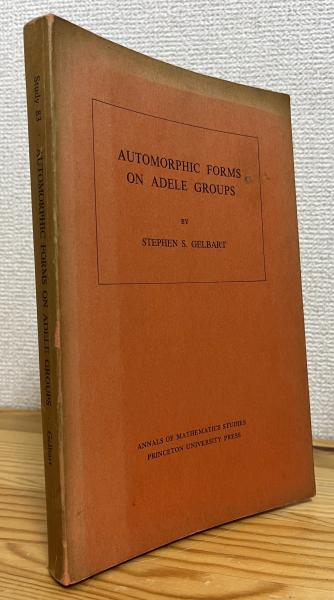 Study 83
AUTOMORPHIC FORMS ON ADELE GROUPS
Gelbart
AUTOMORPHIC FORMS
ON ADELE GROUPS
BY
STEPHEN S. GELBART
ANNALS OF MATHEMATICS STUDIES
PRINCETON UNIVERSITY PRESS